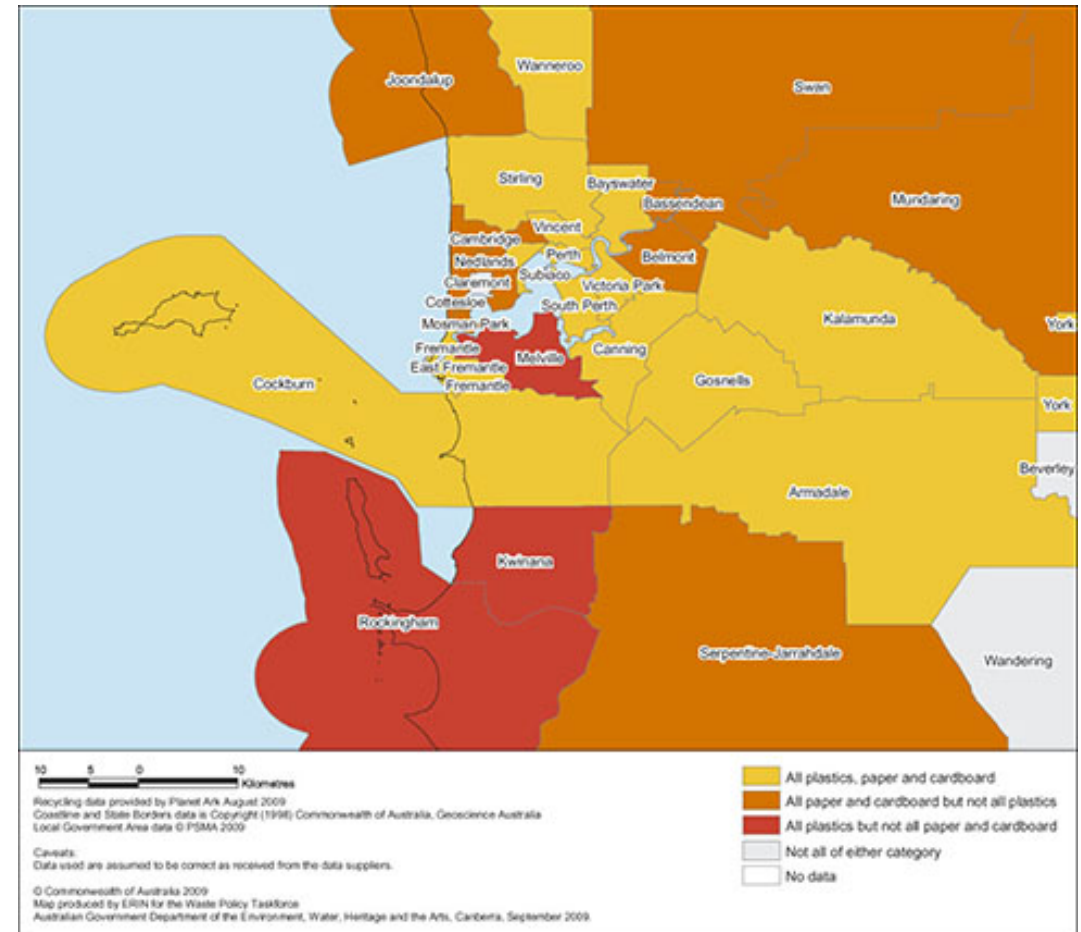 Joondalup
Wanneroo
Swan
Stirling
Bayswater
Bassendean
Mundaring
Vincent
Cambridge
Perth
Belmont
Nedlands
Subiaco
Claremont
Victoria Park
Cottesloe
South Perth
Mosman Park
Kalamunda
York
Fremantle
Canning
Melville
East Fremantle
Gosnells
Cockburn
Fremantle
York
Beverley
Armadale
Kwinana
Rockingham
Serpentine-Jarrahdale
Wandering
10 5 0 10
Kilometres
Recycling data provided by Planet Ark August 2009
Coastline and State Borders data is Copyright (1998) Commonwealth of Australia, Geoscience Australia
Local Government Area data © PSMA 2009
Caveats:
Data used are assumed to be correct as received from the data suppliers.
© Commonwealth of Australia 2009
Map produced by ERIN for the Waste Policy Taskforce
Australian Government Department of the Environment, Water, Heritage and the Arts, Canberra, September 2009.
All plastics, paper and cardboard
All paper and cardboard but not all plastics
All plastics but not all paper and cardboard
Not all of either category
No data